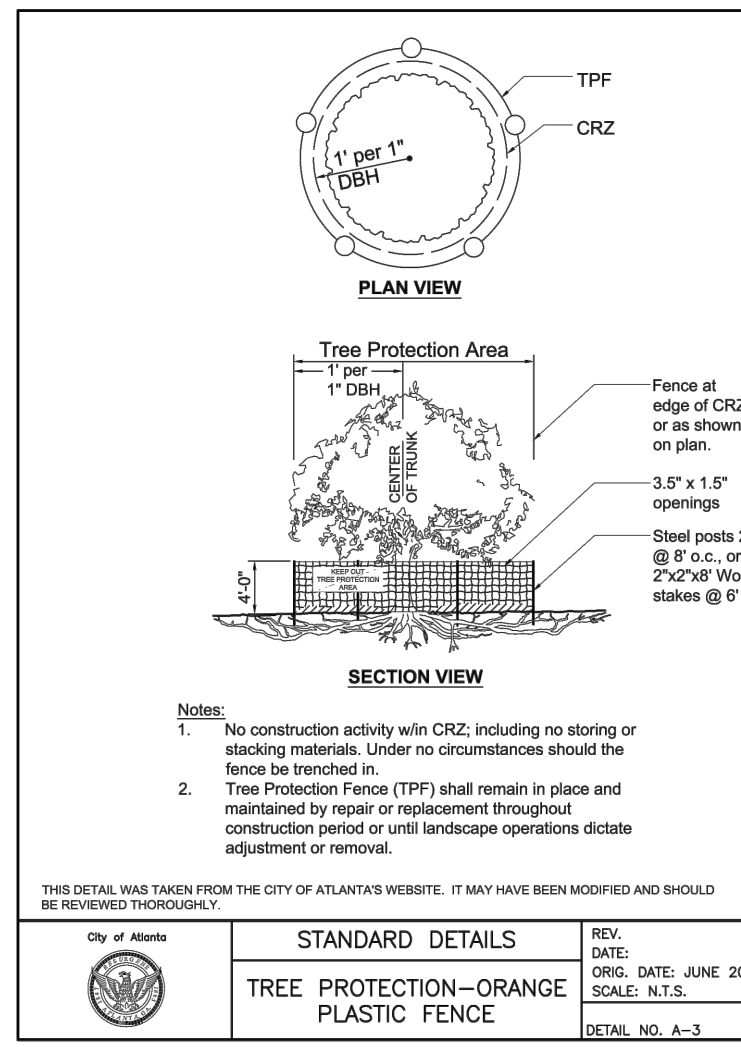 TPF
CRZ
1' per 1"
DBH
PLAN VIEW
Tree Protection Area
1' per
1" DBH
CENTER
OF TRUNK
Fence at
edge of CRZ
or as shown
on plan.
3.5" x 1.5"
openings
Steel posts
@ 8' o.c., or
2"x2"x8'
stakes @ 6'
KEEP OUT
TREE PROTECTION
AREA
4'-0"
SECTION VIEW
Notes:
1. No construction activity w/in CRZ; including no storing or
stacking materials. Under no circumstances should the
fence be trenched in.
2. Tree Protection Fence (TPF) shall remain in place and
maintained by repair or replacement throughout
construction period or until landscape operations dictate
adjustment or removal.
THIS DETAIL WAS TAKEN FROM THE CITY OF ATLANTA'S WEBSITE. IT MAY HAVE BEEN MODIFIED AND SHOULD
BE REVIEWED THOROUGHLY.
City of Atlanta
RESURGENS
ATLANTA, GA.
STANDARD DETAILS
TREE PROTECTION–ORANGE
PLASTIC FENCE
REV.
DATE:
ORIG. DATE: JUNE
SCALE: N.T.S.
DETAIL NO. A–3